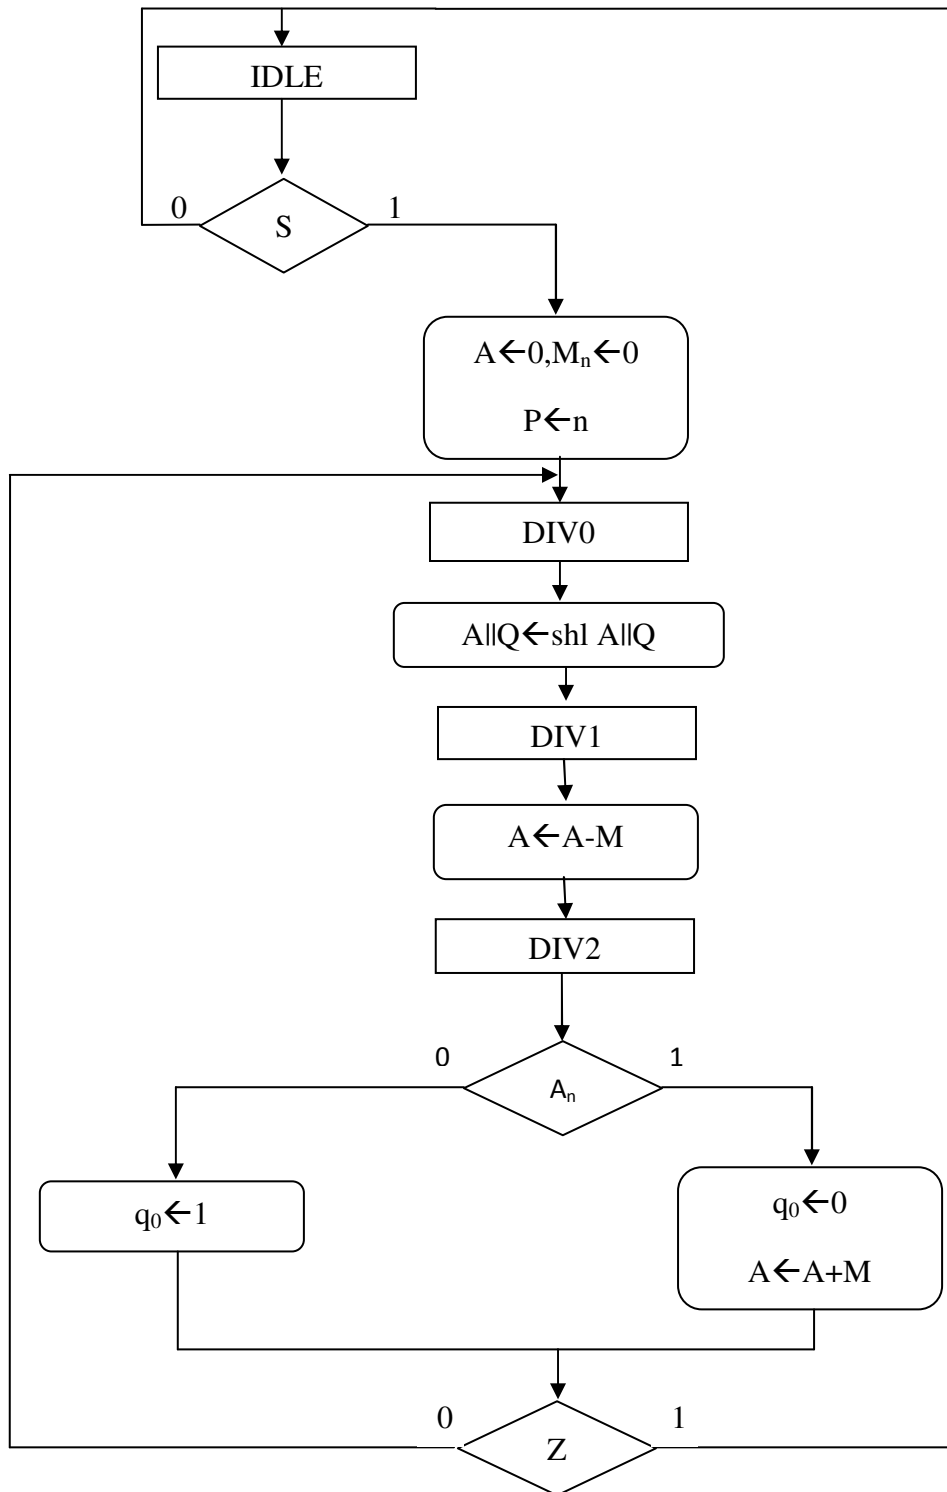 IDLE
0
1
S
A←0,Mₙ←0
P←n
DIV0
A||Q←shl A||Q
DIV1
A←A-M
DIV2
0
1
Aₙ
q₀←1
q₀←0
A←A+M
0
1
Z